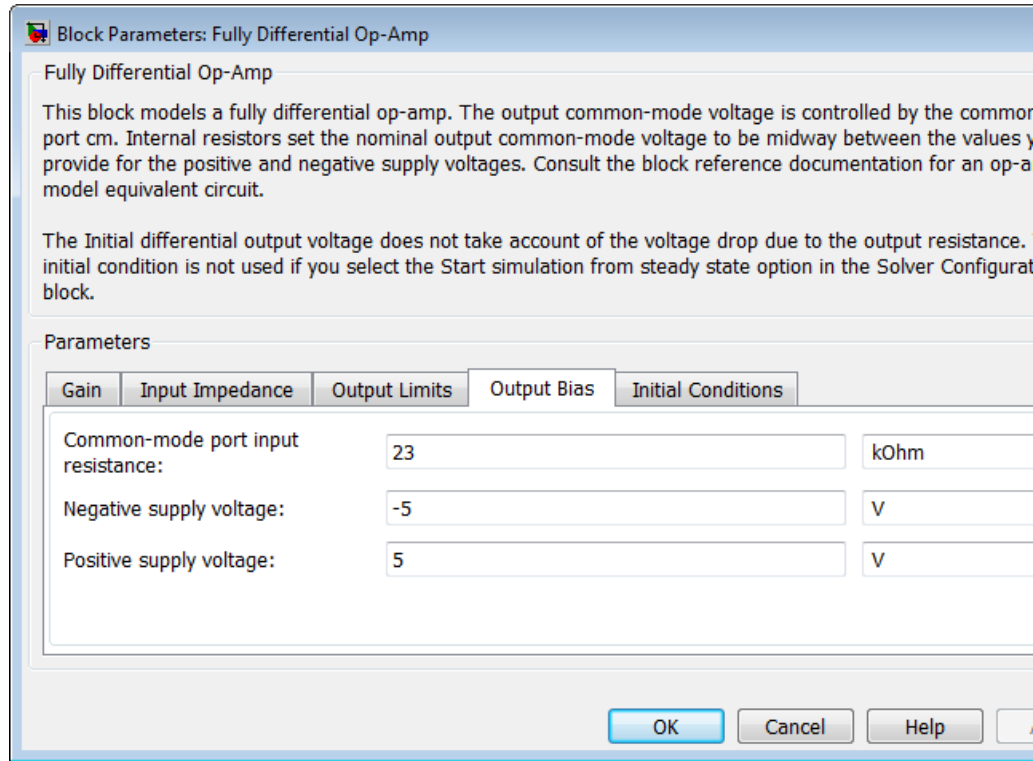 Block Parameters: Fully Differential Op-Amp
Fully Differential Op-Amp
This block models a fully differential op-amp. The output common-mode voltage is controlled by the common
port cm. Internal resistors set the nominal output common-mode voltage to be midway between the values
provide for the positive and negative supply voltages. Consult the block reference documentation for an
model equivalent circuit.
The Initial differential output voltage does not take account of the voltage drop due to the output resistance.
initial condition is not used if you select the Start simulation from steady state option in the Solver
block.
Parameters
Gain Input Impedance Output Limits Output Bias Initial Conditions
Common-mode port input
resistance:
23 kOhm
Negative supply voltage: -5 V
Positive supply voltage: 5 V
OK Cancel Help